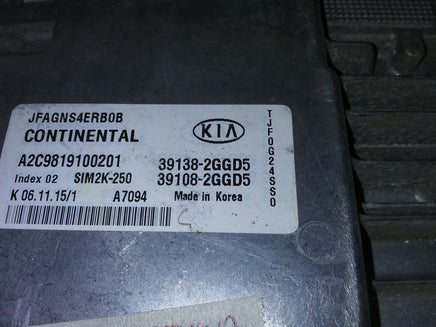 JFAGNS4ERB0B
CONTINENTAL
KIA
A2C9819100201 39138-2GGD5
Index 02 SIM2K-250 39108-2GGD5
K 06.11.15/1 A7094 Made in Korea
TJF0G24SS0